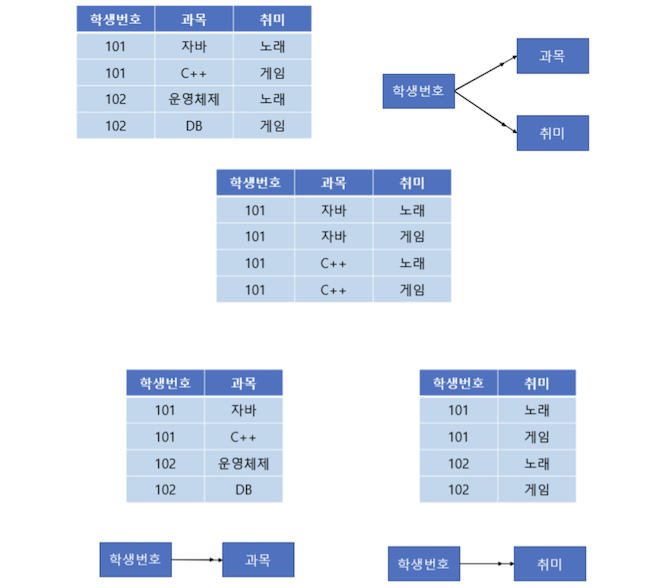 학생번호 과목 취미
101 자바 노래
101 C++ 게임
102 운영체제 노래
102 DB 게임
학생번호
과목
취미
학생번호 과목 취미
101 자바 노래
101 자바 게임
101 C++ 노래
101 C++ 게임
학생번호 과목
101 자바
101 C++
102 운영체제
102 DB
학생번호 취미
101 노래
101 게임
102 노래
102 게임
학생번호 과목
학생번호 취미